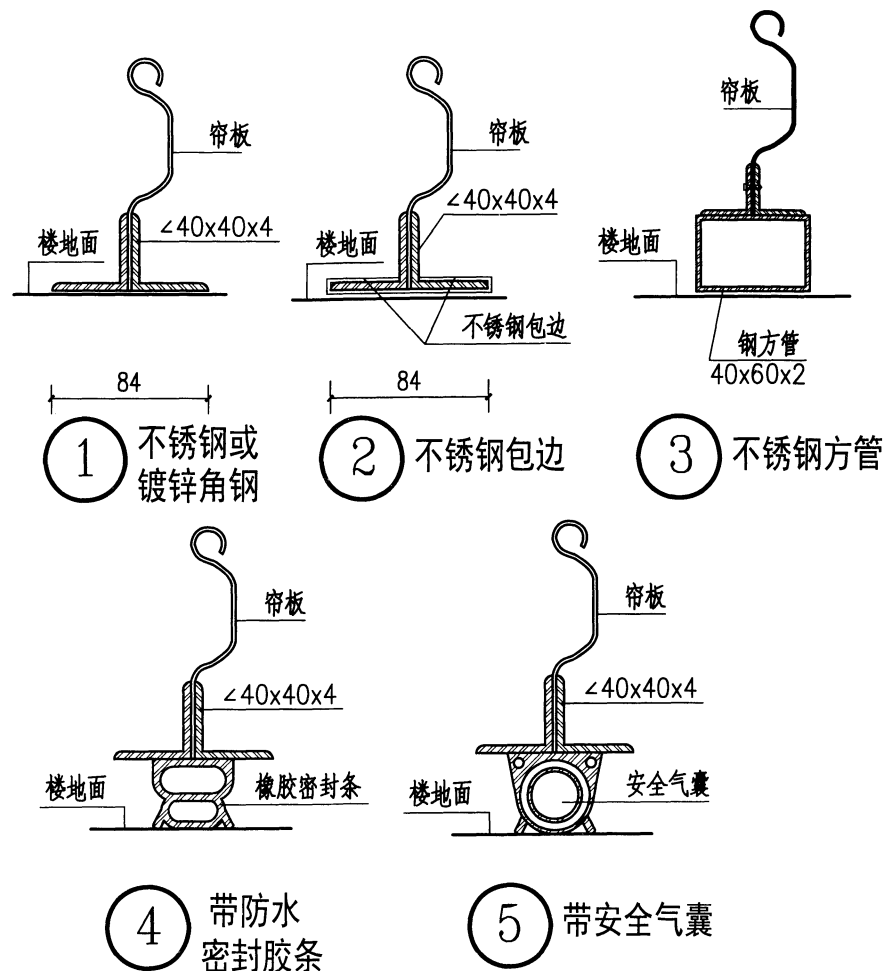 帘板
∠40x40x4
楼地面
84
1
不锈钢或
镀锌角钢
帘板
∠40x40x4
楼地面
不锈钢包边
84
2
不锈钢包边
帘板
楼地面
钢方管
40x60x2
3
不锈钢方管
帘板
∠40x40x4
楼地面
橡胶密封条
4
带防水
密封胶条
帘板
∠40x40x4
楼地面
安全气囊
5
带安全气囊